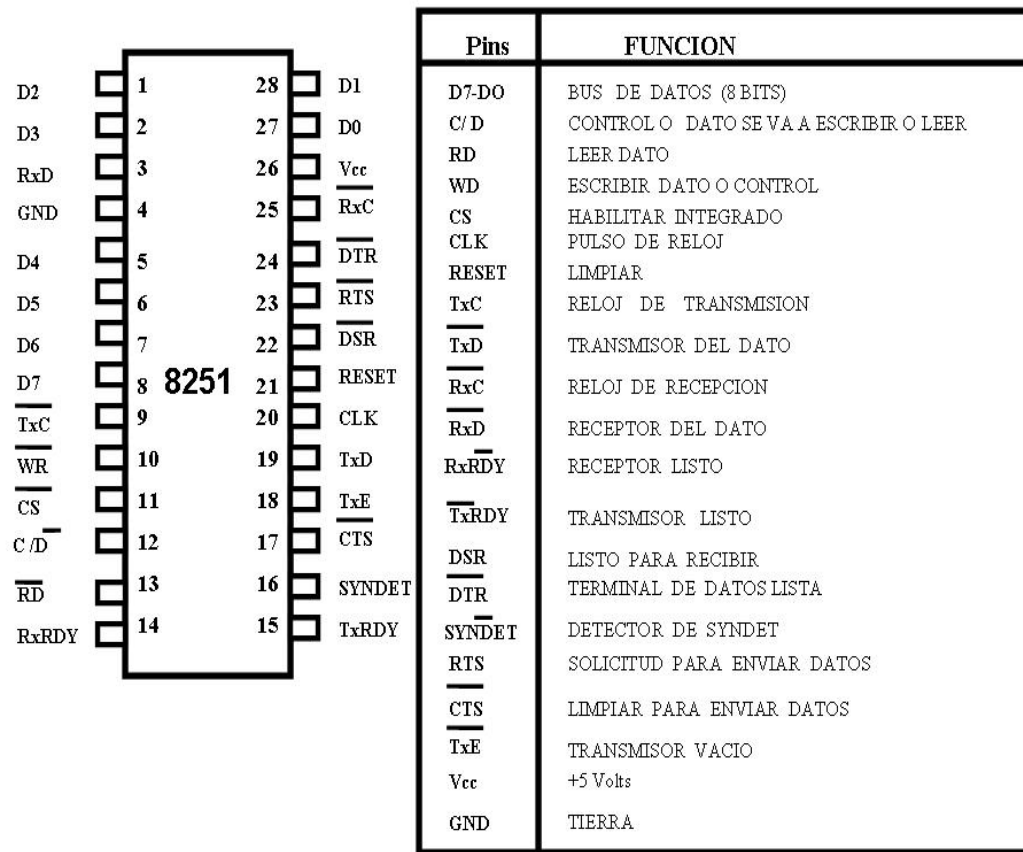 D2 1 28 D1
D3 2 27 D0
RxD 3 26 Vcc
GND 4 25 RxC
D4 5 24 DTR
D5 6 23 RTS
D6 7 22 DSR
D7 8 8251 21 RESET
TxC 9 20 CLK
WR 10 19 TxD
CS 11 18 TxE
C /D 12 17 CTS
RD 13 16 SYNDET
RxRDY 14 15 TxRDY
Pins FUNCION
D7-DO BUS DE DATOS (8 BITS)
C/ D CONTROL O DATO SE VA A ESCRIBIR O LEER
RD LEER DATO
WD ESCRIBIR DATO O CONTROL
CS HABILITAR INTEGRADO
CLK PULSO DE RELOJ
RESET LIMPIAR
TxC RELOJ DE TRANSMISION
TxD TRANSMISOR DEL DATO
RxC RELOJ DE RECEPCION
RxD RECEPTOR DEL DATO
RxRDY RECEPTOR LISTO
TxRDY TRANSMISOR LISTO
DSR LISTO PARA RECIBIR
DTR TERMINAL DE DATOS LISTA
SYNDET DETECTOR DE SYNDET
RTS SOLICITUD PARA ENVIAR DATOS
CTS LIMPIAR PARA ENVIAR DATOS
TxE TRANSMISOR VACIO
Vcc +5 Volts
GND TIERRA